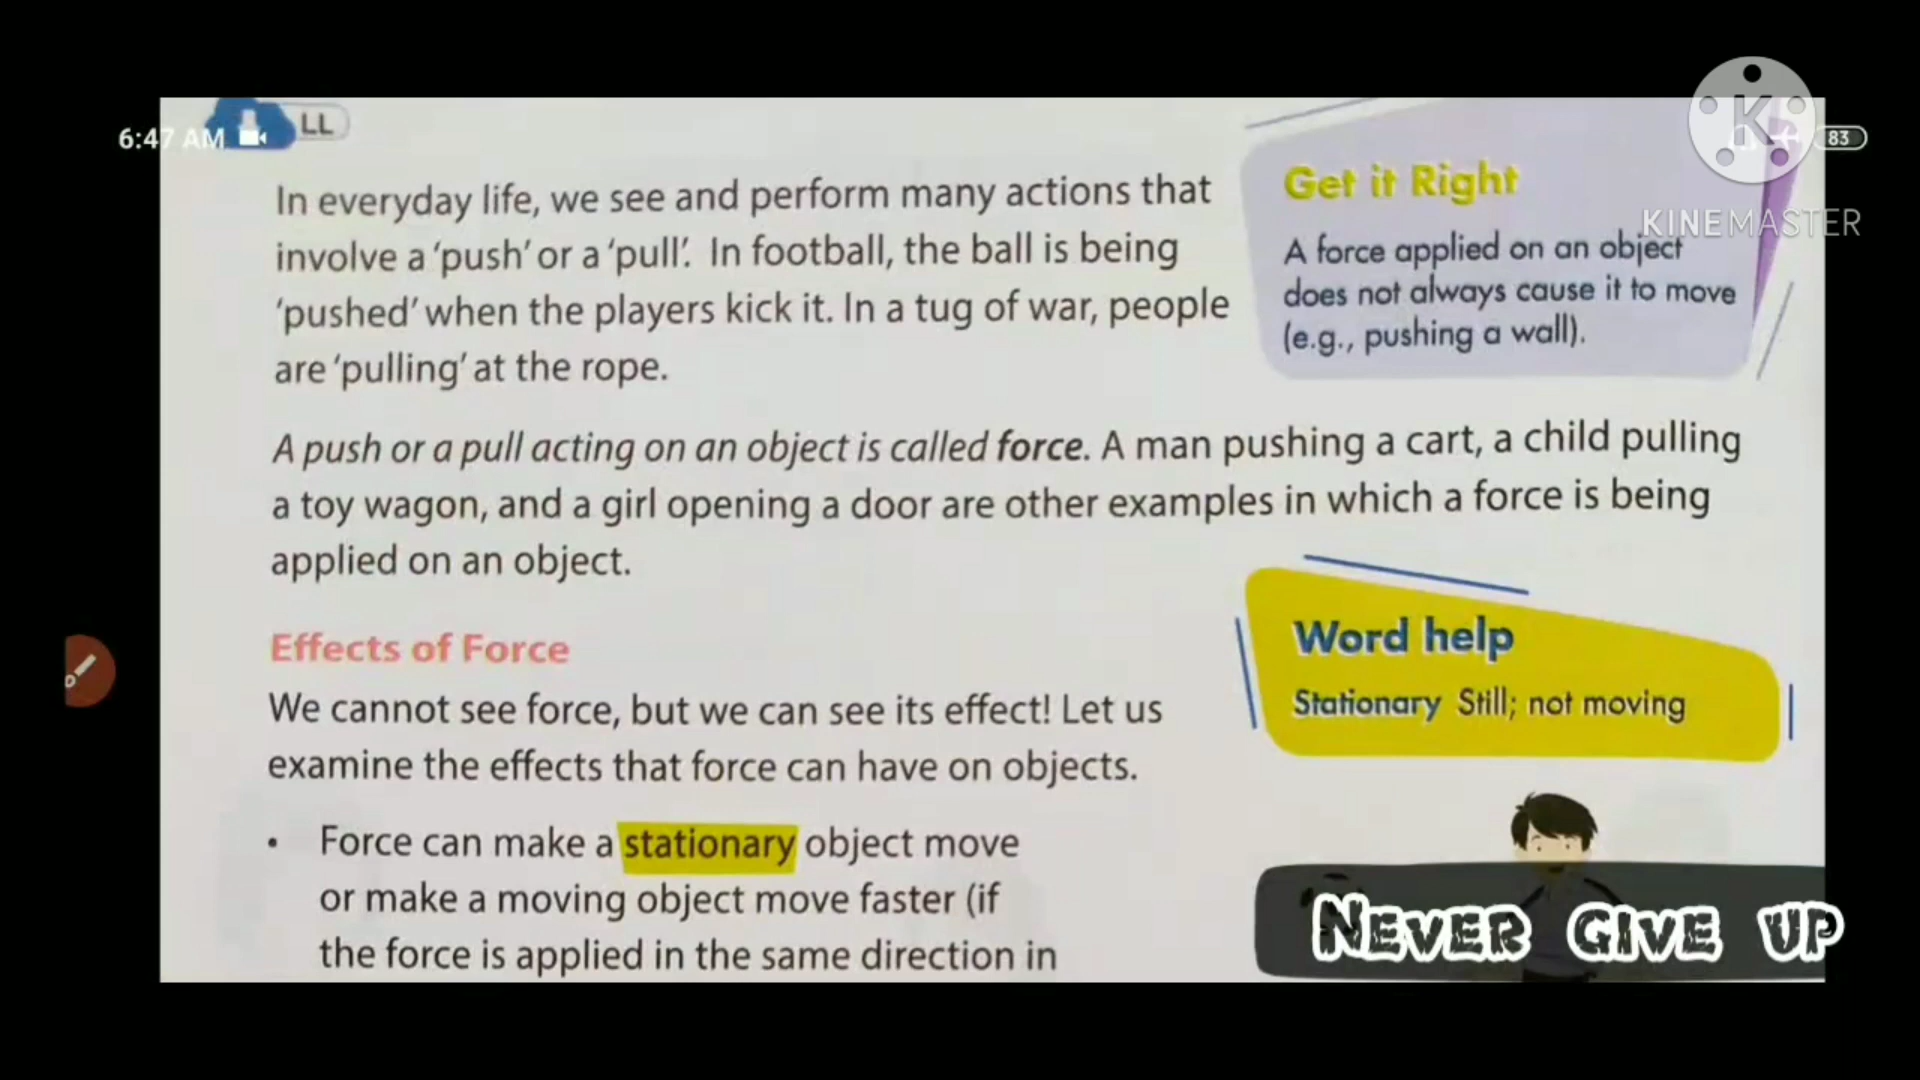 6:47 AM
LL
83
KINEMASTER
In everyday life, we see and perform many actions that
involve a ‘push’ or a ‘pull’. In football, the ball is being
‘pushed’ when the players kick it. In a tug of war, people
are ‘pulling’ at the rope.
Get it Right
A force applied on an object
does not always cause it to move
(e.g., pushing a wall).
A push or a pull acting on an object is called force. A man pushing a cart, a child pulling
a toy wagon, and a girl opening a door are other examples in which a force is being
applied on an object.
Effects of Force
We cannot see force, but we can see its effect! Let us
examine the effects that force can have on objects.
Word help
Stationary Still; not moving
• Force can make a stationary object move
or make a moving object move faster (if
the force is applied in the same direction in
NEVER GIVE UP